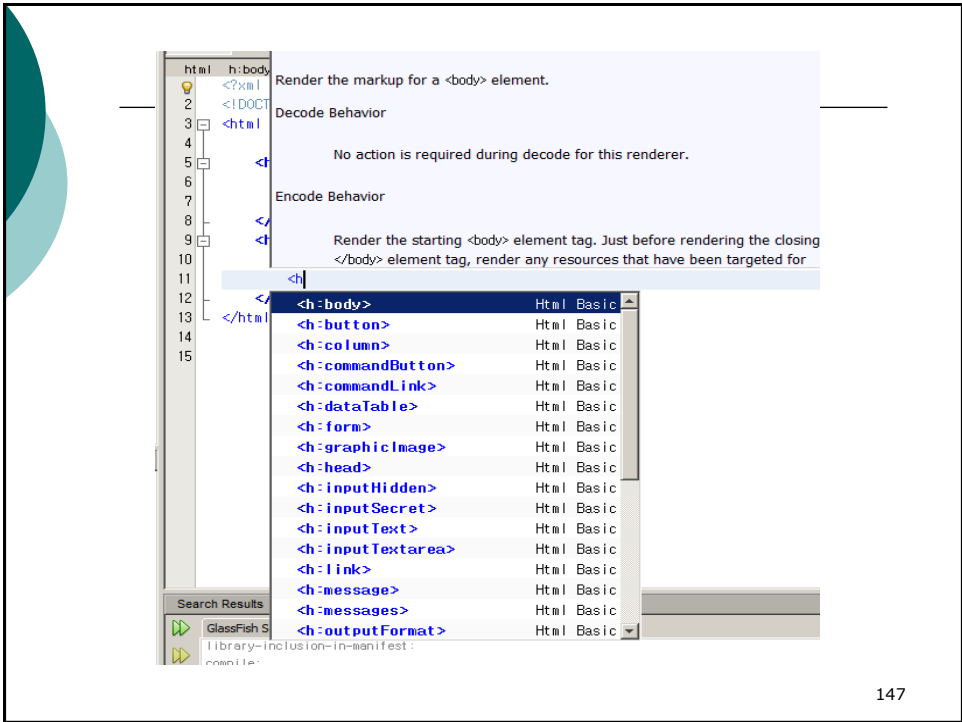 html h:body
Render the markup for a <body> element.
<?xml
2 <!DOCT
Decode Behavior
3 <html
4
No action is required during decode for this renderer.
5 <h
6
7
Encode Behavior
8 </
9 <h
Render the starting <body> element tag. Just before rendering the closing
10
</body> element tag, render any resources that have been targeted for
11 <h
12 </
13 </html
14
15
<h:body> Html Basic
<h:button> Html Basic
<h:column> Html Basic
<h:commandButton> Html Basic
<h:commandLink> Html Basic
<h:dataTable> Html Basic
<h:form> Html Basic
<h:graphicImage> Html Basic
<h:head> Html Basic
<h:inputHidden> Html Basic
<h:inputSecret> Html Basic
<h:inputText> Html Basic
<h:inputTextarea> Html Basic
<h:link> Html Basic
<h:message> Html Basic
<h:messages> Html Basic
<h:outputFormat> Html Basic
Search Results
GlassFish S
library-inclusion-in-manifest:
compile:
147